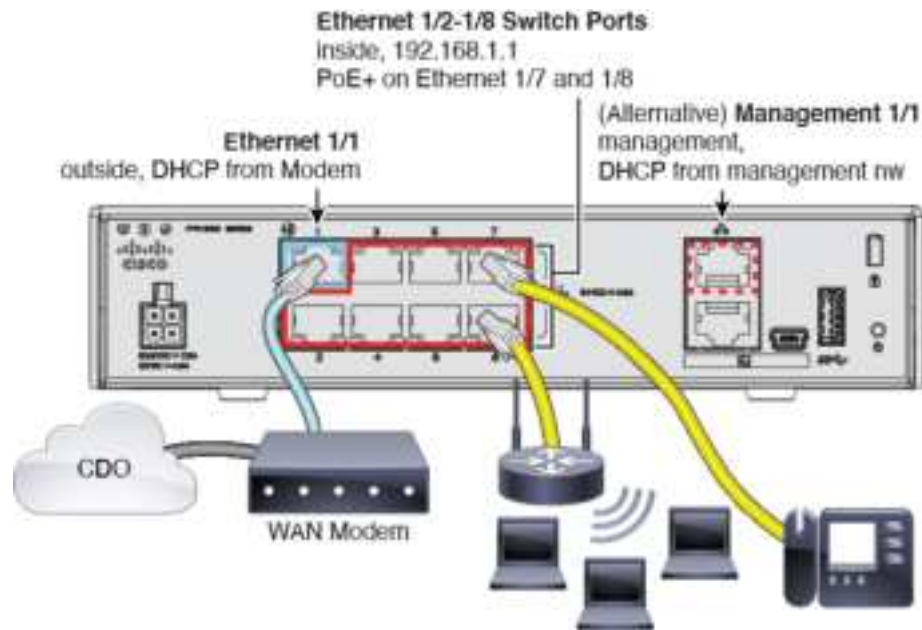 Ethernet 1/2-1/8 Switch Ports
inside, 192.168.1.1
PoE+ on Ethernet 1/7 and 1/8
(Alternative) Management 1/1
management,
DHCP from management nw
Ethernet 1/1
outside, DHCP from Modem
1 3 5 7
CISCO
2 4 6 8
CDO
WAN Modem